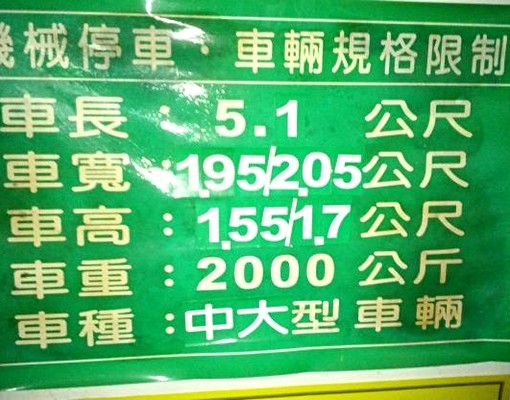 機械停車·車輛規格限制
車長：5.1 公尺
車寬：1.95/2.05公尺
車高：1.55/1.7 公尺
車重：2000 公斤
車種：中大型車輛